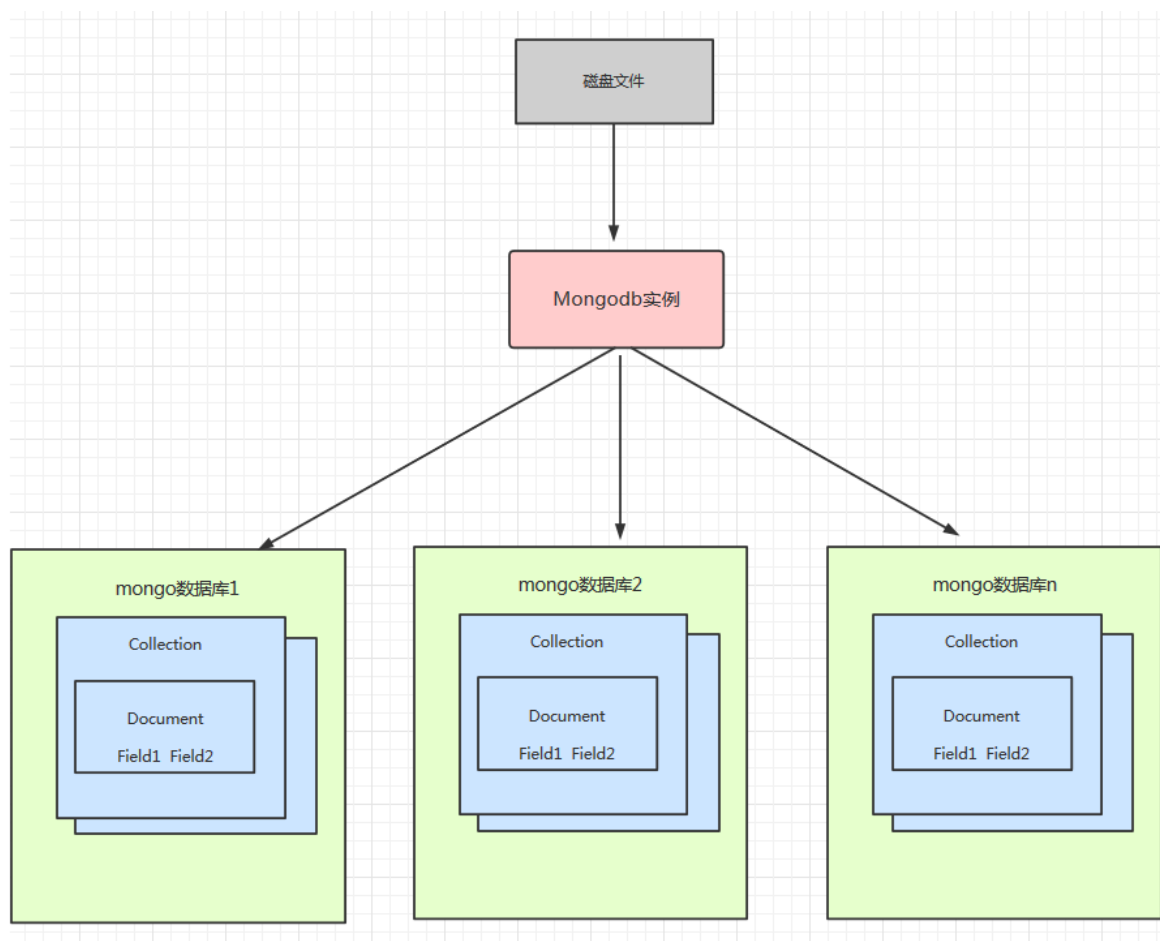 磁盘文件
Mongodb实例
mongo数据库1
Collection
Document
Field1 Field2
mongo数据库2
Collection
Document
Field1 Field2
mongo数据库n
Collection
Document
Field1 Field2